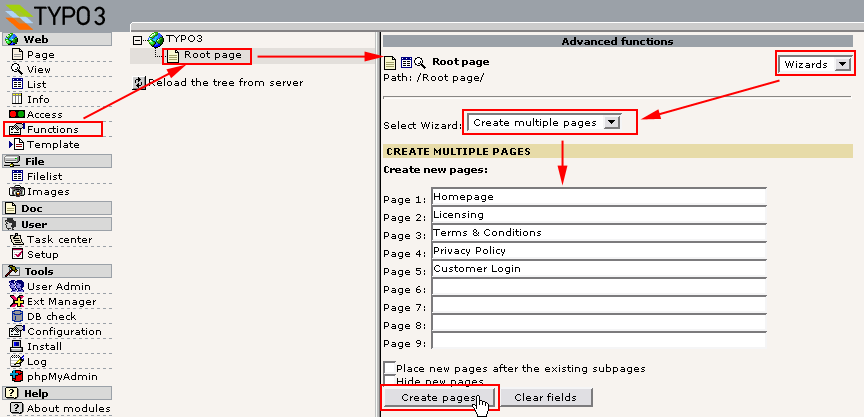 TYPO3
Web
Page
View
List
Info
Access
Functions
Template
File
Filelist
Images
Doc
User
Task center
Setup
Tools
User Admin
Ext Manager
DB check
Configuration
Install
Log
phpMyAdmin
Help
About modules
TYPO3
Root page
Reload the tree from server
Advanced functions
Root page
Wizards
Path: /Root page/
Select Wizard: Create multiple pages
CREATE MULTIPLE PAGES
Create new pages:
Page 1: Homepage
Page 2: Licensing
Page 3: Terms & Conditions
Page 4: Privacy Policy
Page 5: Customer Login
Page 6:
Page 7:
Page 8:
Page 9:
Place new pages after the existing subpages
Hide new pages
Create pages Clear fields